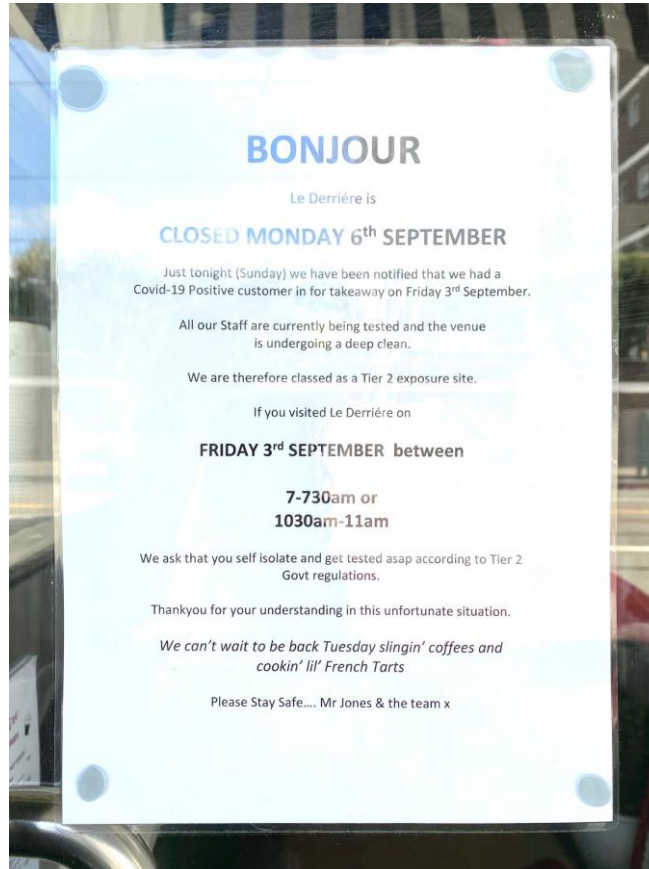 BONJOUR
Le Derriére is
CLOSED MONDAY 6th SEPTEMBER
Just tonight (Sunday) we have been notified that we had a
Covid-19 Positive customer in for takeaway on Friday 3rd September.
All our Staff are currently being tested and the venue
is undergoing a deep clean.
We are therefore classed as a Tier 2 exposure site.
If you visited Le Derriére on
FRIDAY 3rd SEPTEMBER between
7-730am or
1030am-11am
We ask that you self isolate and get tested asap according to Tier 2
Govt regulations.
Thankyou for your understanding in this unfortunate situation.
We can't wait to be back Tuesday slingin' coffees and
cookin' lil' French Tarts
Please Stay Safe.... Mr Jones & the team x